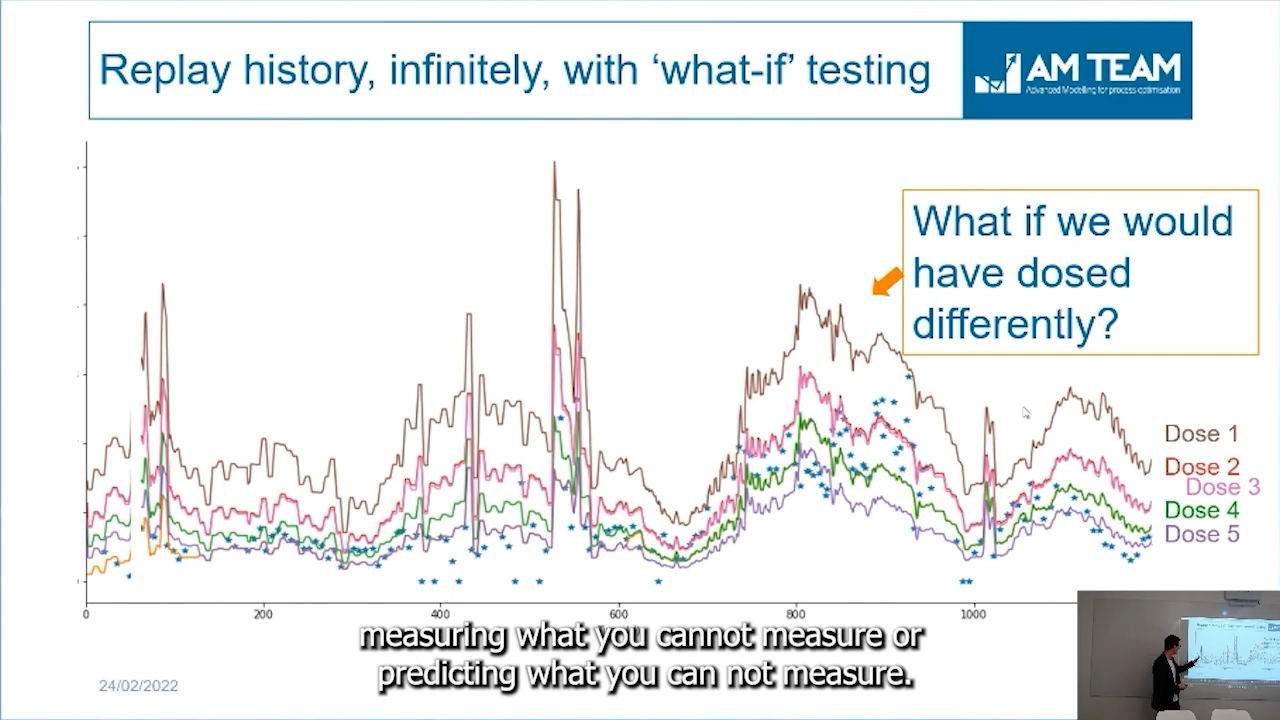 Replay history, infinitely, with ‘what-if’ testing
AM TEAM
Advanced Modelling for process optimisation
What if we would
have dosed
differently?
Dose 1
Dose 2
Dose 3
Dose 4
Dose 5
0
200
400
600
800
1000
measuring what you cannot measure or
predicting what you can not measure.
24/02/2022